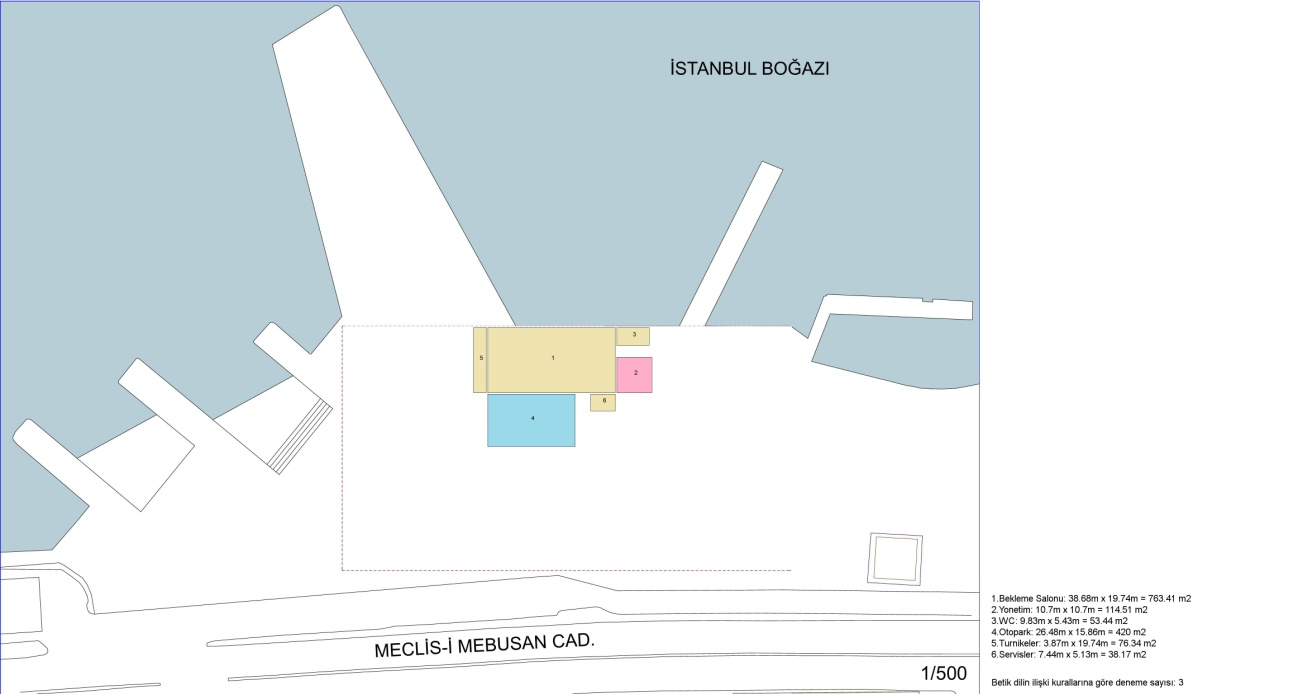 İSTANBUL BOĞAZI
3
5
1
2
6
4
MECLİS-İ MEBUSAN CAD.
1/500
1.Bekleme Salonu: 38.68m x 19.74m = 763.41 m2
2.Yonetim: 10.7m x 10.7m = 114.51 m2
3.WC: 9.83m x 5.43m = 53.44 m2
4.Otopark: 26.48m x 15.86m = 420 m2
5.Turnikeler: 3.87m x 19.74m = 76.34 m2
6.Servisler: 7.44m x 5.13m = 38.17 m2
Betik dilin ilişki kurallarına göre deneme sayısı: 3